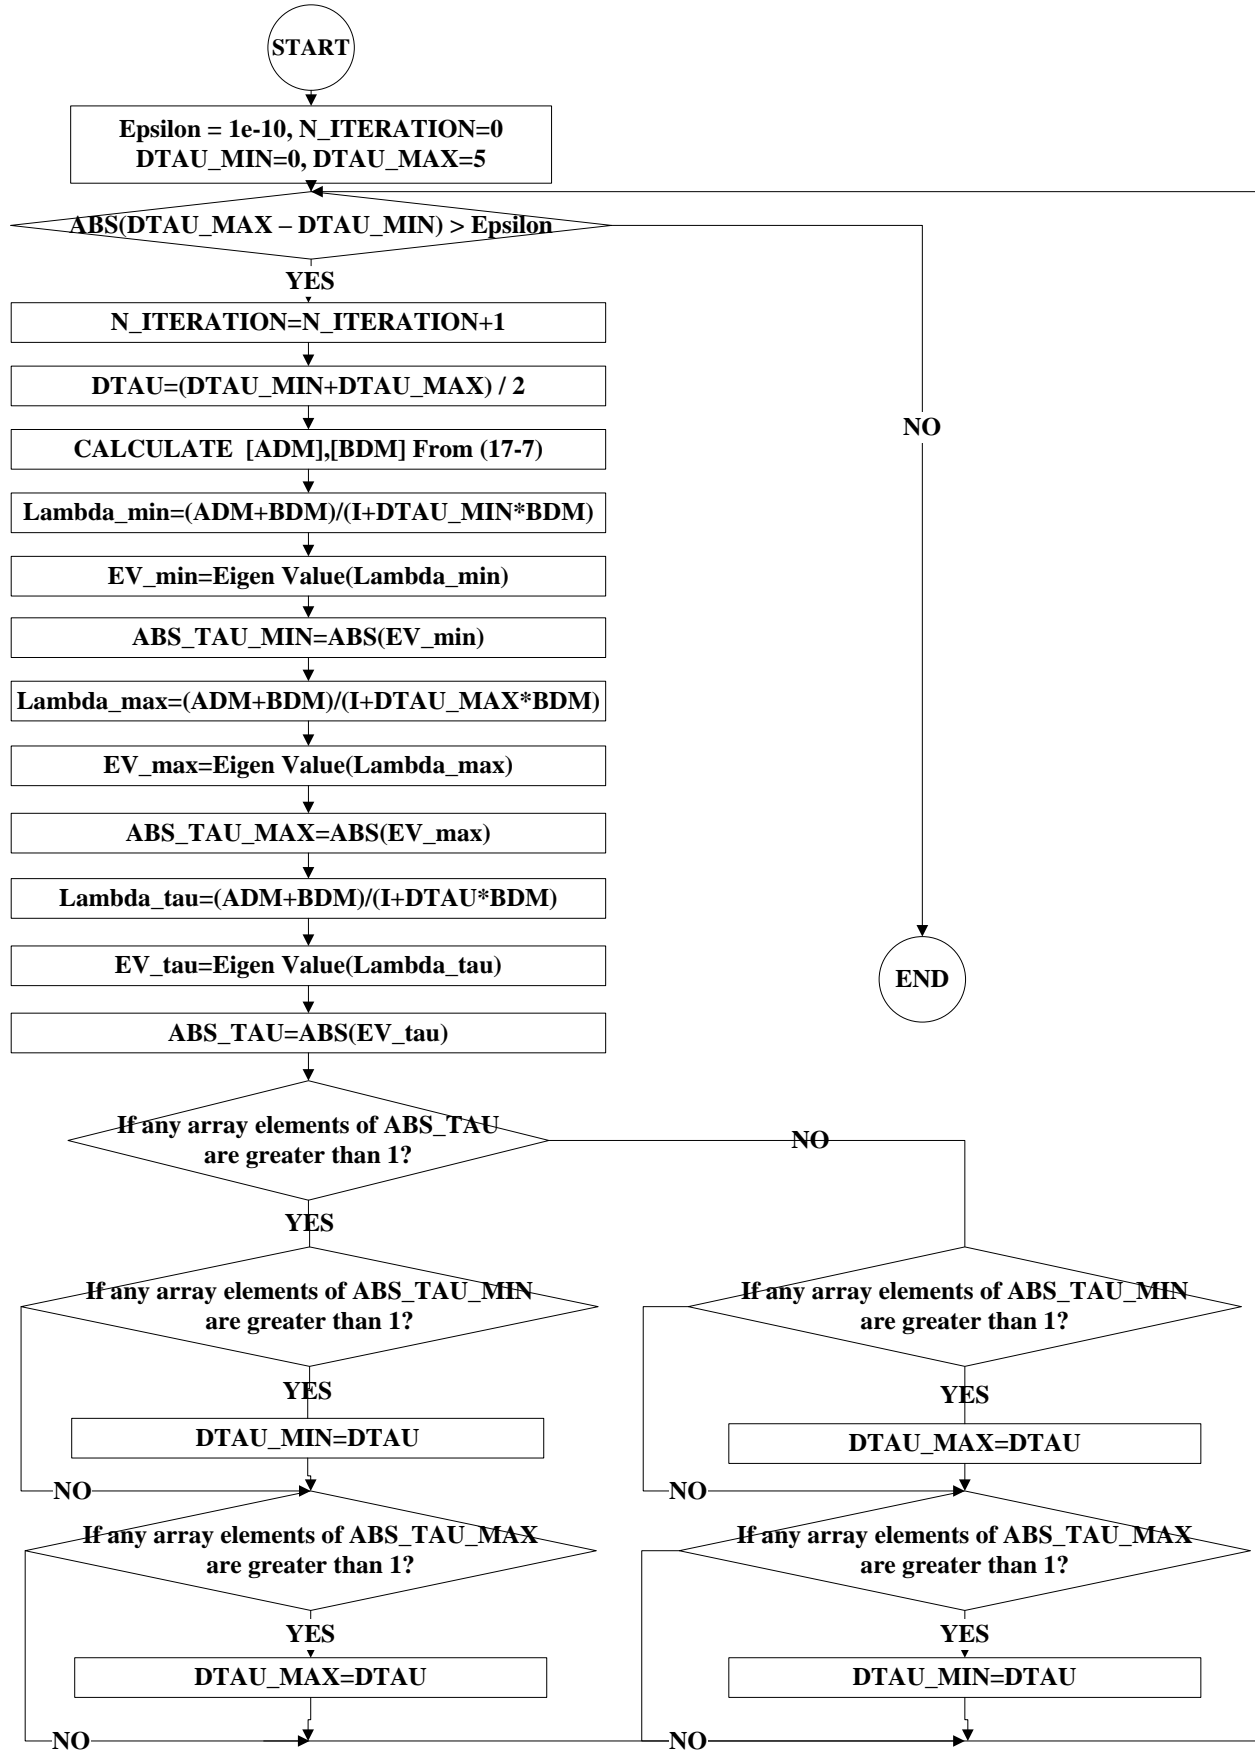 START
Epsilon = 1e-10, N_ITERATION=0
DTAU_MIN=0, DTAU_MAX=5
ABS(DTAU_MAX – DTAU_MIN) > Epsilon
YES
N_ITERATION=N_ITERATION+1
DTAU=(DTAU_MIN+DTAU_MAX) / 2
NO
CALCULATE [ADM],[BDM] From (17-7)
Lambda_min=(ADM+BDM)/(I+DTAU_MIN*BDM)
EV_min=Eigen Value(Lambda_min)
ABS_TAU_MIN=ABS(EV_min)
Lambda_max=(ADM+BDM)/(I+DTAU_MAX*BDM)
EV_max=Eigen Value(Lambda_max)
ABS_TAU_MAX=ABS(EV_max)
Lambda_tau=(ADM+BDM)/(I+DTAU*BDM)
EV_tau=Eigen Value(Lambda_tau)
END
ABS_TAU=ABS(EV_tau)
If any array elements of ABS_TAU
are greater than 1?
NO
YES
If any array elements of ABS_TAU_MIN
are greater than 1?
YES
DTAU_MIN=DTAU
NO
If any array elements of ABS_TAU_MAX
are greater than 1?
YES
DTAU_MAX=DTAU
NO
If any array elements of ABS_TAU_MIN
are greater than 1?
YES
DTAU_MAX=DTAU
NO
If any array elements of ABS_TAU_MAX
are greater than 1?
YES
DTAU_MIN=DTAU
NO